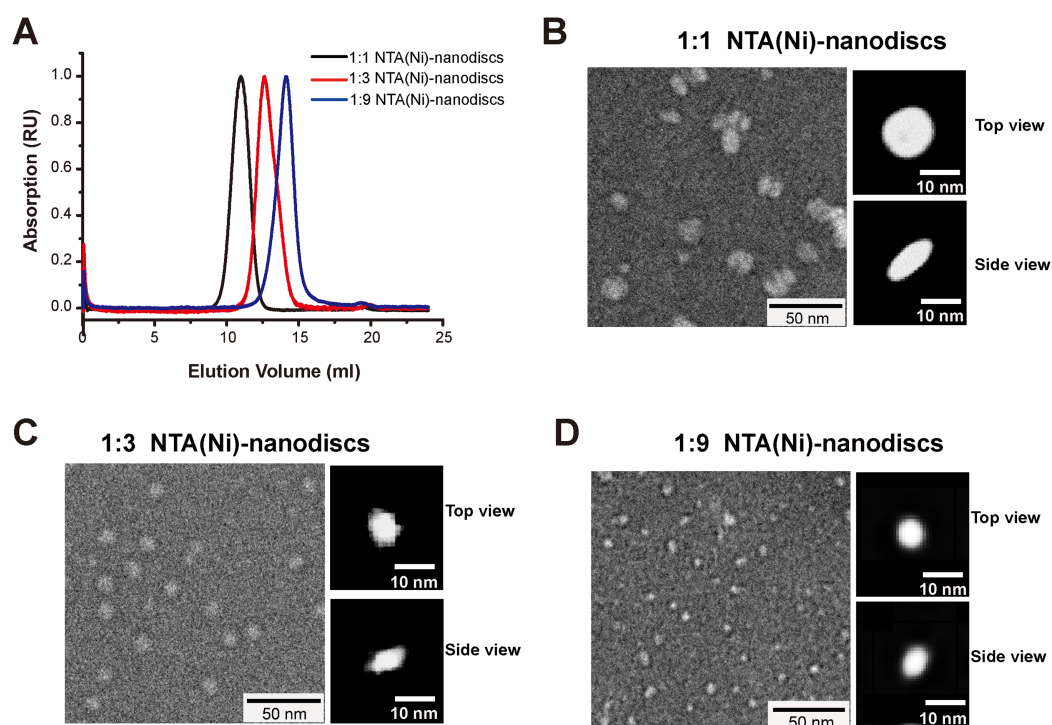 A
1:1 NTA(Ni)-nanodiscs
1:3 NTA(Ni)-nanodiscs
1:9 NTA(Ni)-nanodiscs
Absorption (RU)
1.0
0.8
0.6
0.4
0.2
0.0
0 5 10 15 20 25
Elution Volume (ml)
B
1:1 NTA(Ni)-nanodiscs
50 nm
10 nm
Top view
10 nm
Side view
C
1:3 NTA(Ni)-nanodiscs
50 nm
10 nm
Top view
10 nm
Side view
D
1:9 NTA(Ni)-nanodiscs
50 nm
10 nm
Top view
10 nm
Side view